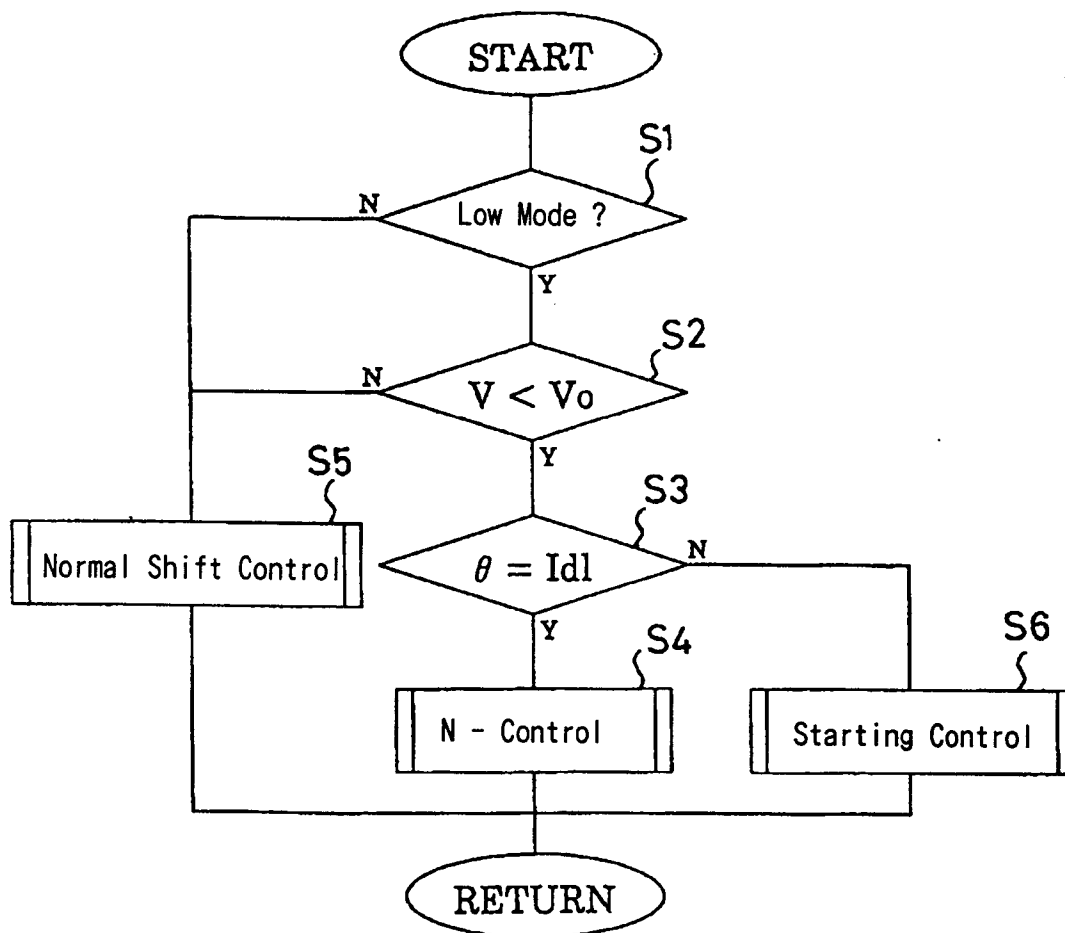 START
S1
N
Low Mode ?
Y
S2
N
V < Vo
Y
S5
S3
Normal Shift Control
N
θ = Idl
Y
S4
S6
N - Control
Starting Control
RETURN